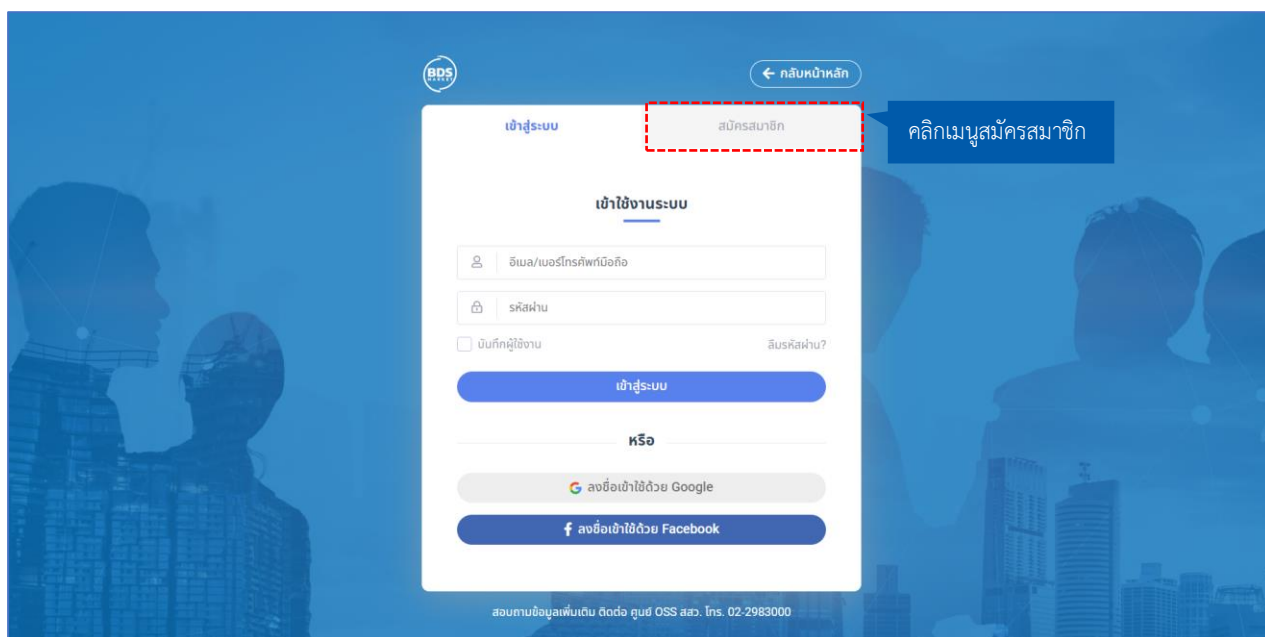 BDS
MARKET
← กลับหน้าหลัก
เข้าสู่ระบบ
สมัครสมาชิก
คลิกเมนูสมัครสมาชิก
เข้าใช้งานระบบ
อีเมล/เบอร์โทรศัพท์มือถือ
รหัสผ่าน
บันทึกผู้ใช้งาน
ลืมรหัสผ่าน?
เข้าสู่ระบบ
หรือ
ลงชื่อเข้าใช้ด้วย Google
ลงชื่อเข้าใช้ด้วย Facebook
สอบถามข้อมูลเพิ่มเติม ติดต่อ ศูนย์ OSS สสว. โทร. 02-2983000